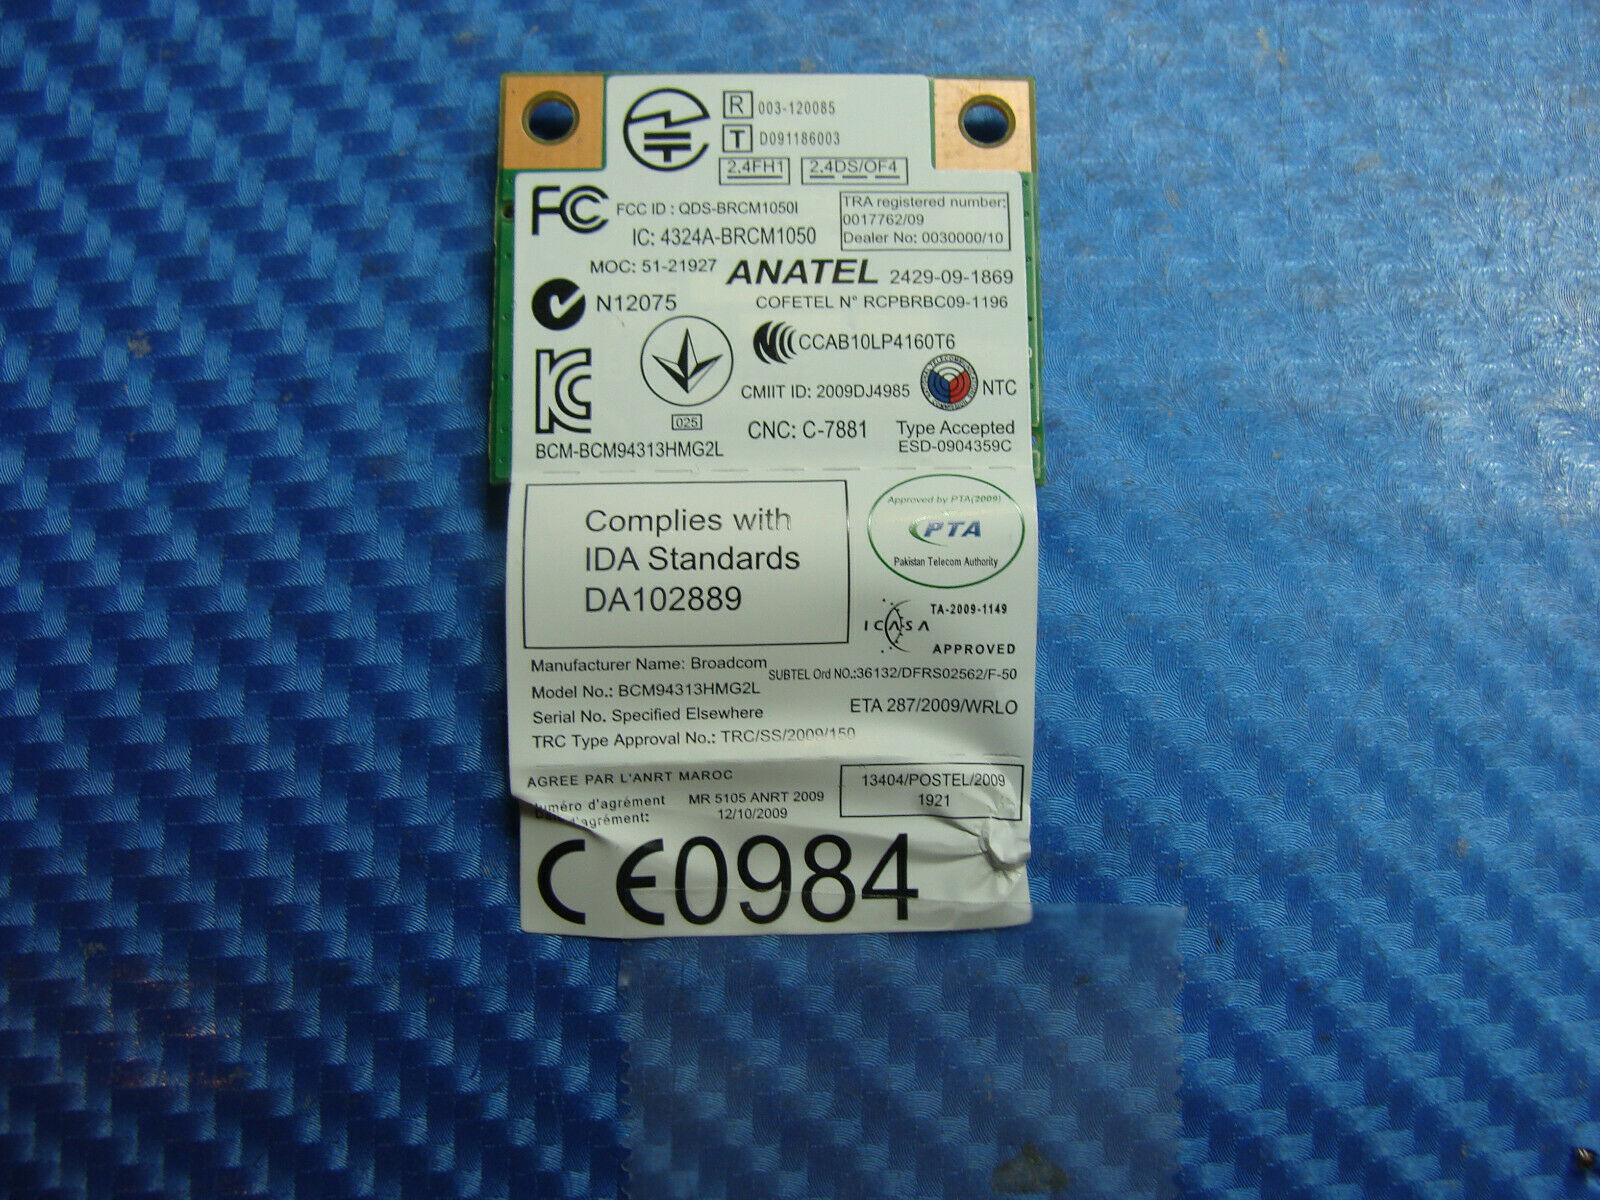 R 003-120085
T D091186003
2.4FH1 2.4DS/OF4
FC FCC ID : QDS-BRCM1050I
IC: 4324A-BRCM1050
TRA registered number:
0017762/09
Dealer No: 0030000/10
MOC: 51-21927 ANATEL 2429-09-1869
N12075 COFETEL N° RCPBRBC09-1196
CCAB10LP4160T6
CMIIT ID: 2009DJ4985 NTC
025
CNC: C-7881 Type Accepted
BCM-BCM94313HMG2L ESD-0904359C
Complies with
IDA Standards
DA102889
Approved by PTA(2009)
PTA
Pakistan Telecom Authority
ICASA TA-2009-1149
APPROVED
Manufacturer Name: Broadcom
SUBTEL Ord NO.:36132/DFRS02562/F-50
Model No.: BCM94313HMG2L
Serial No. Specified Elsewhere ETA 287/2009/WRLO
TRC Type Approval No.: TRC/SS/2009/150
AGREE PAR L'ANRT MAROC
Numéro d'agrément MR 5105 ANRT 2009
Date d'agrément: 12/10/2009
13404/POSTEL/2009
1921
CE0984